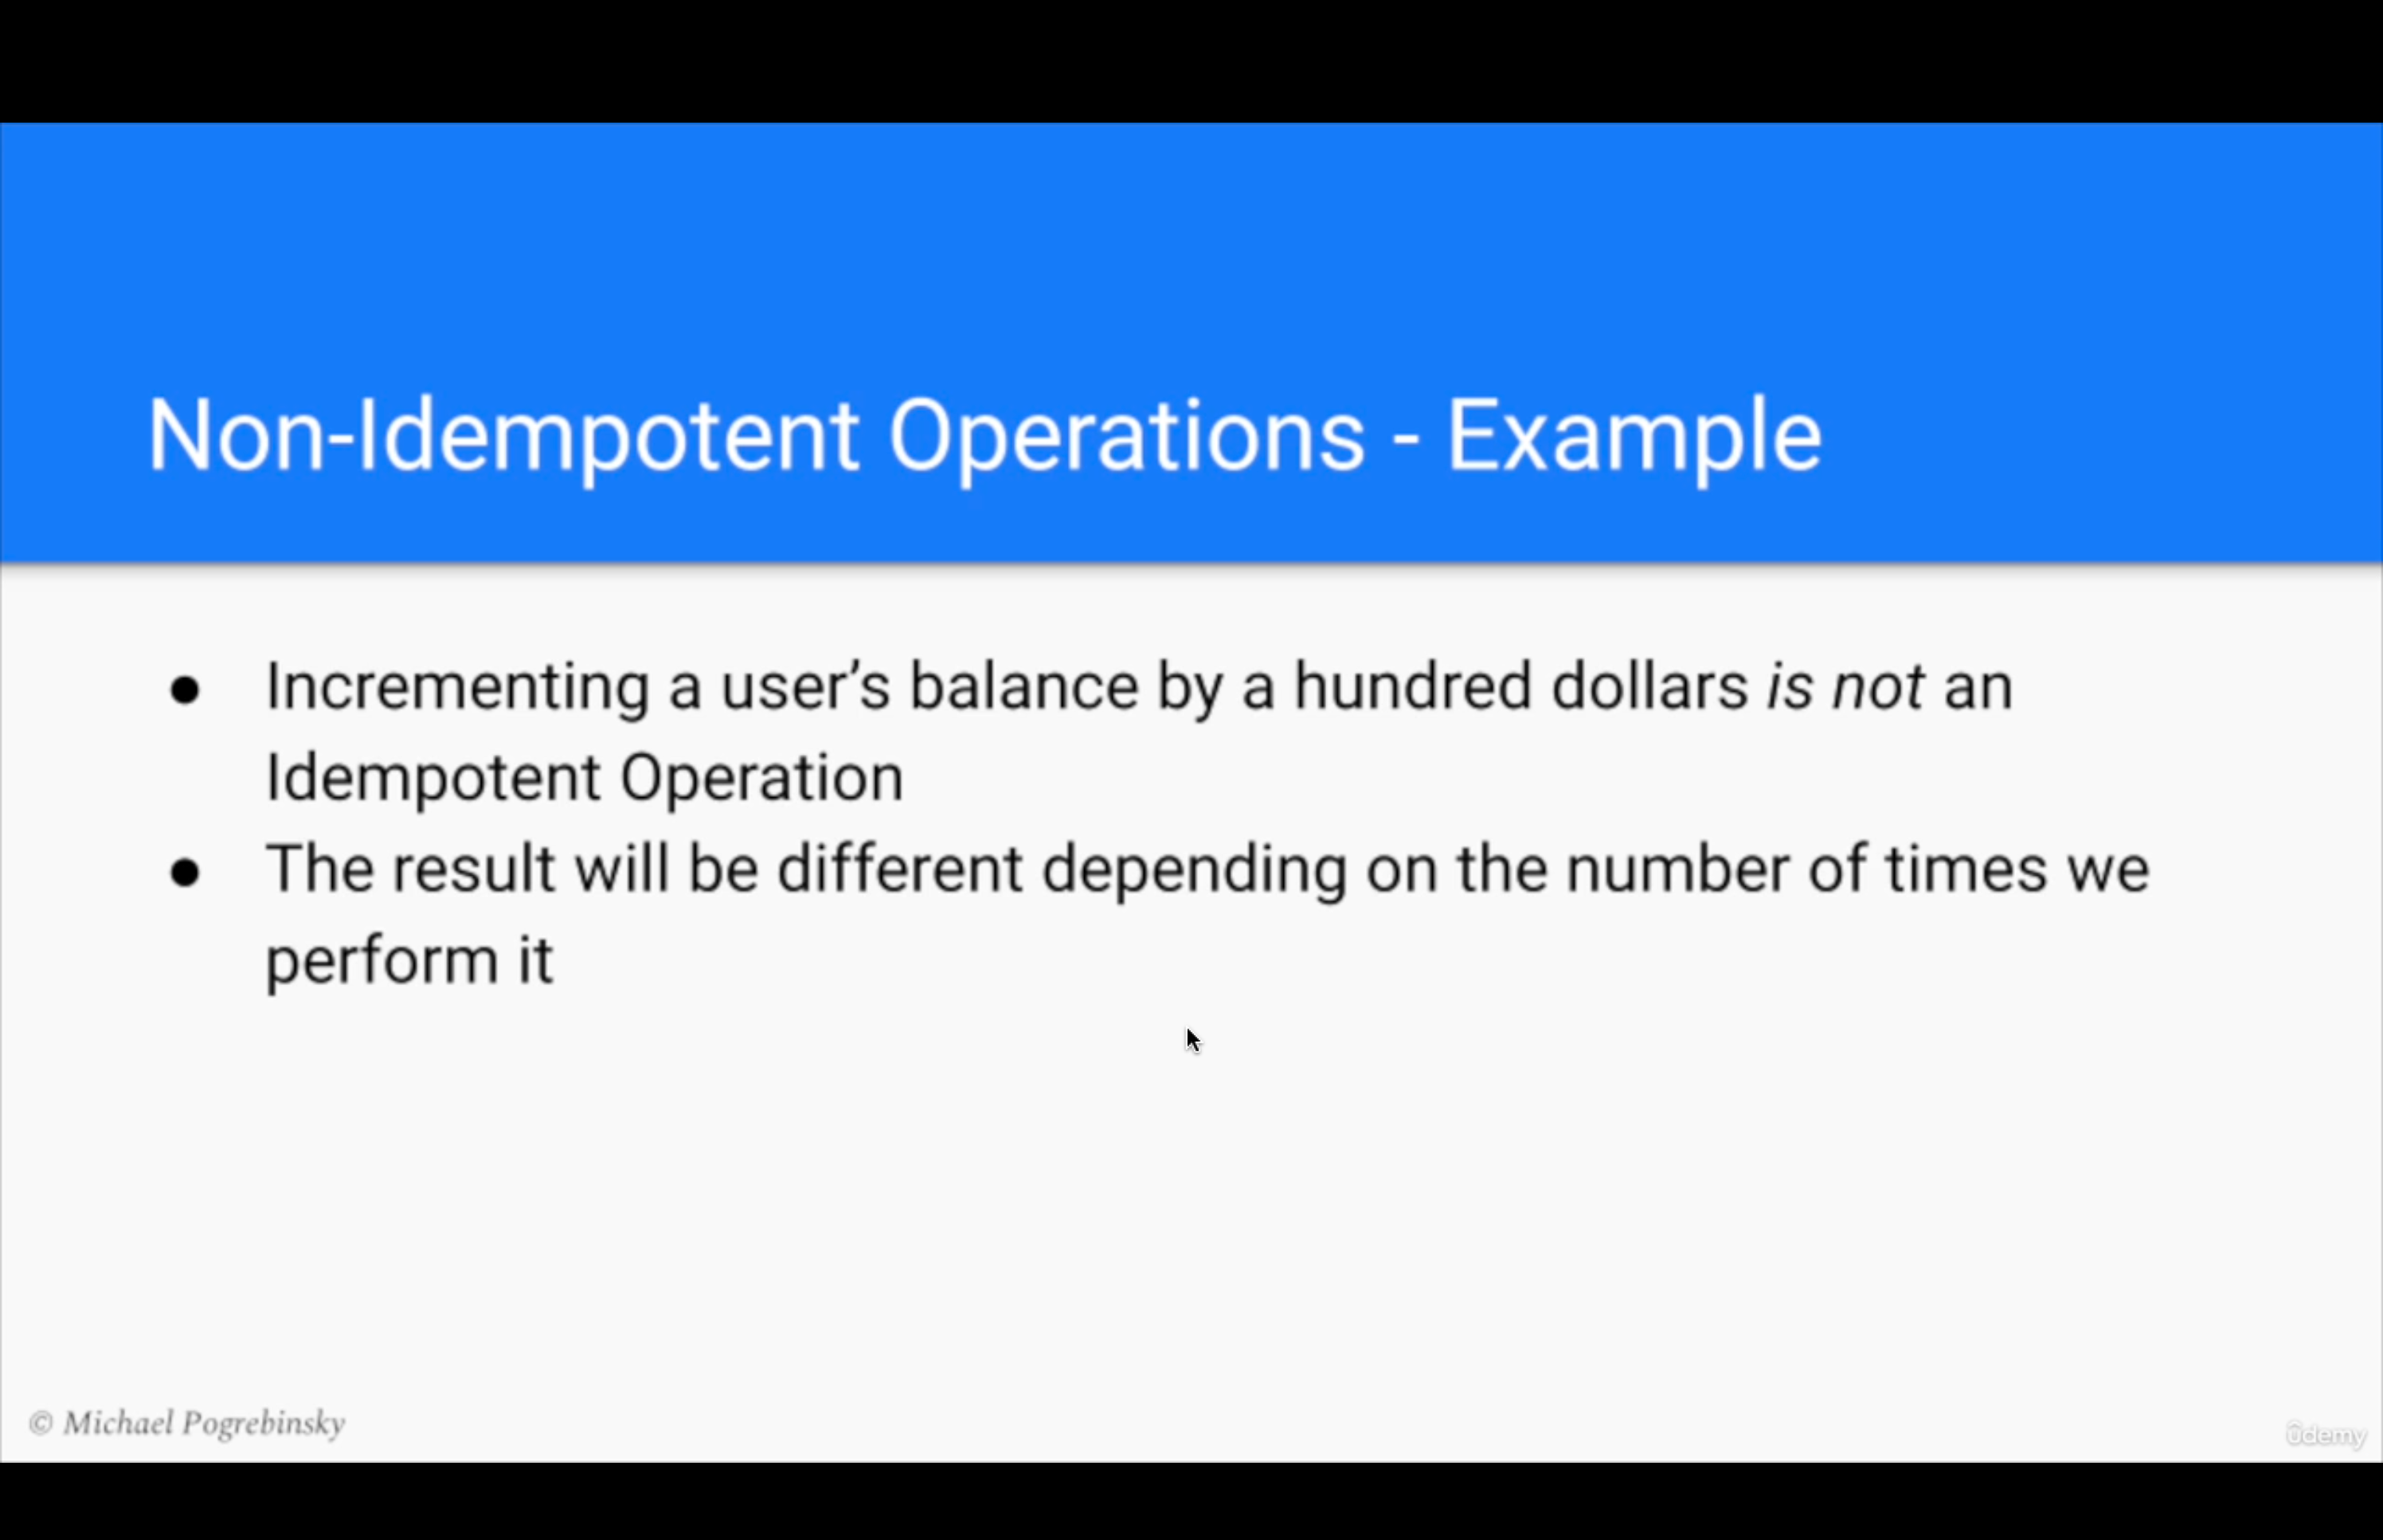 Non-Idempotent Operations - Example
● Incrementing a user’s balance by a hundred dollars is not an
Idempotent Operation
● The result will be different depending on the number of times we
perform it
© Michael Pogrebinsky
ûdemy